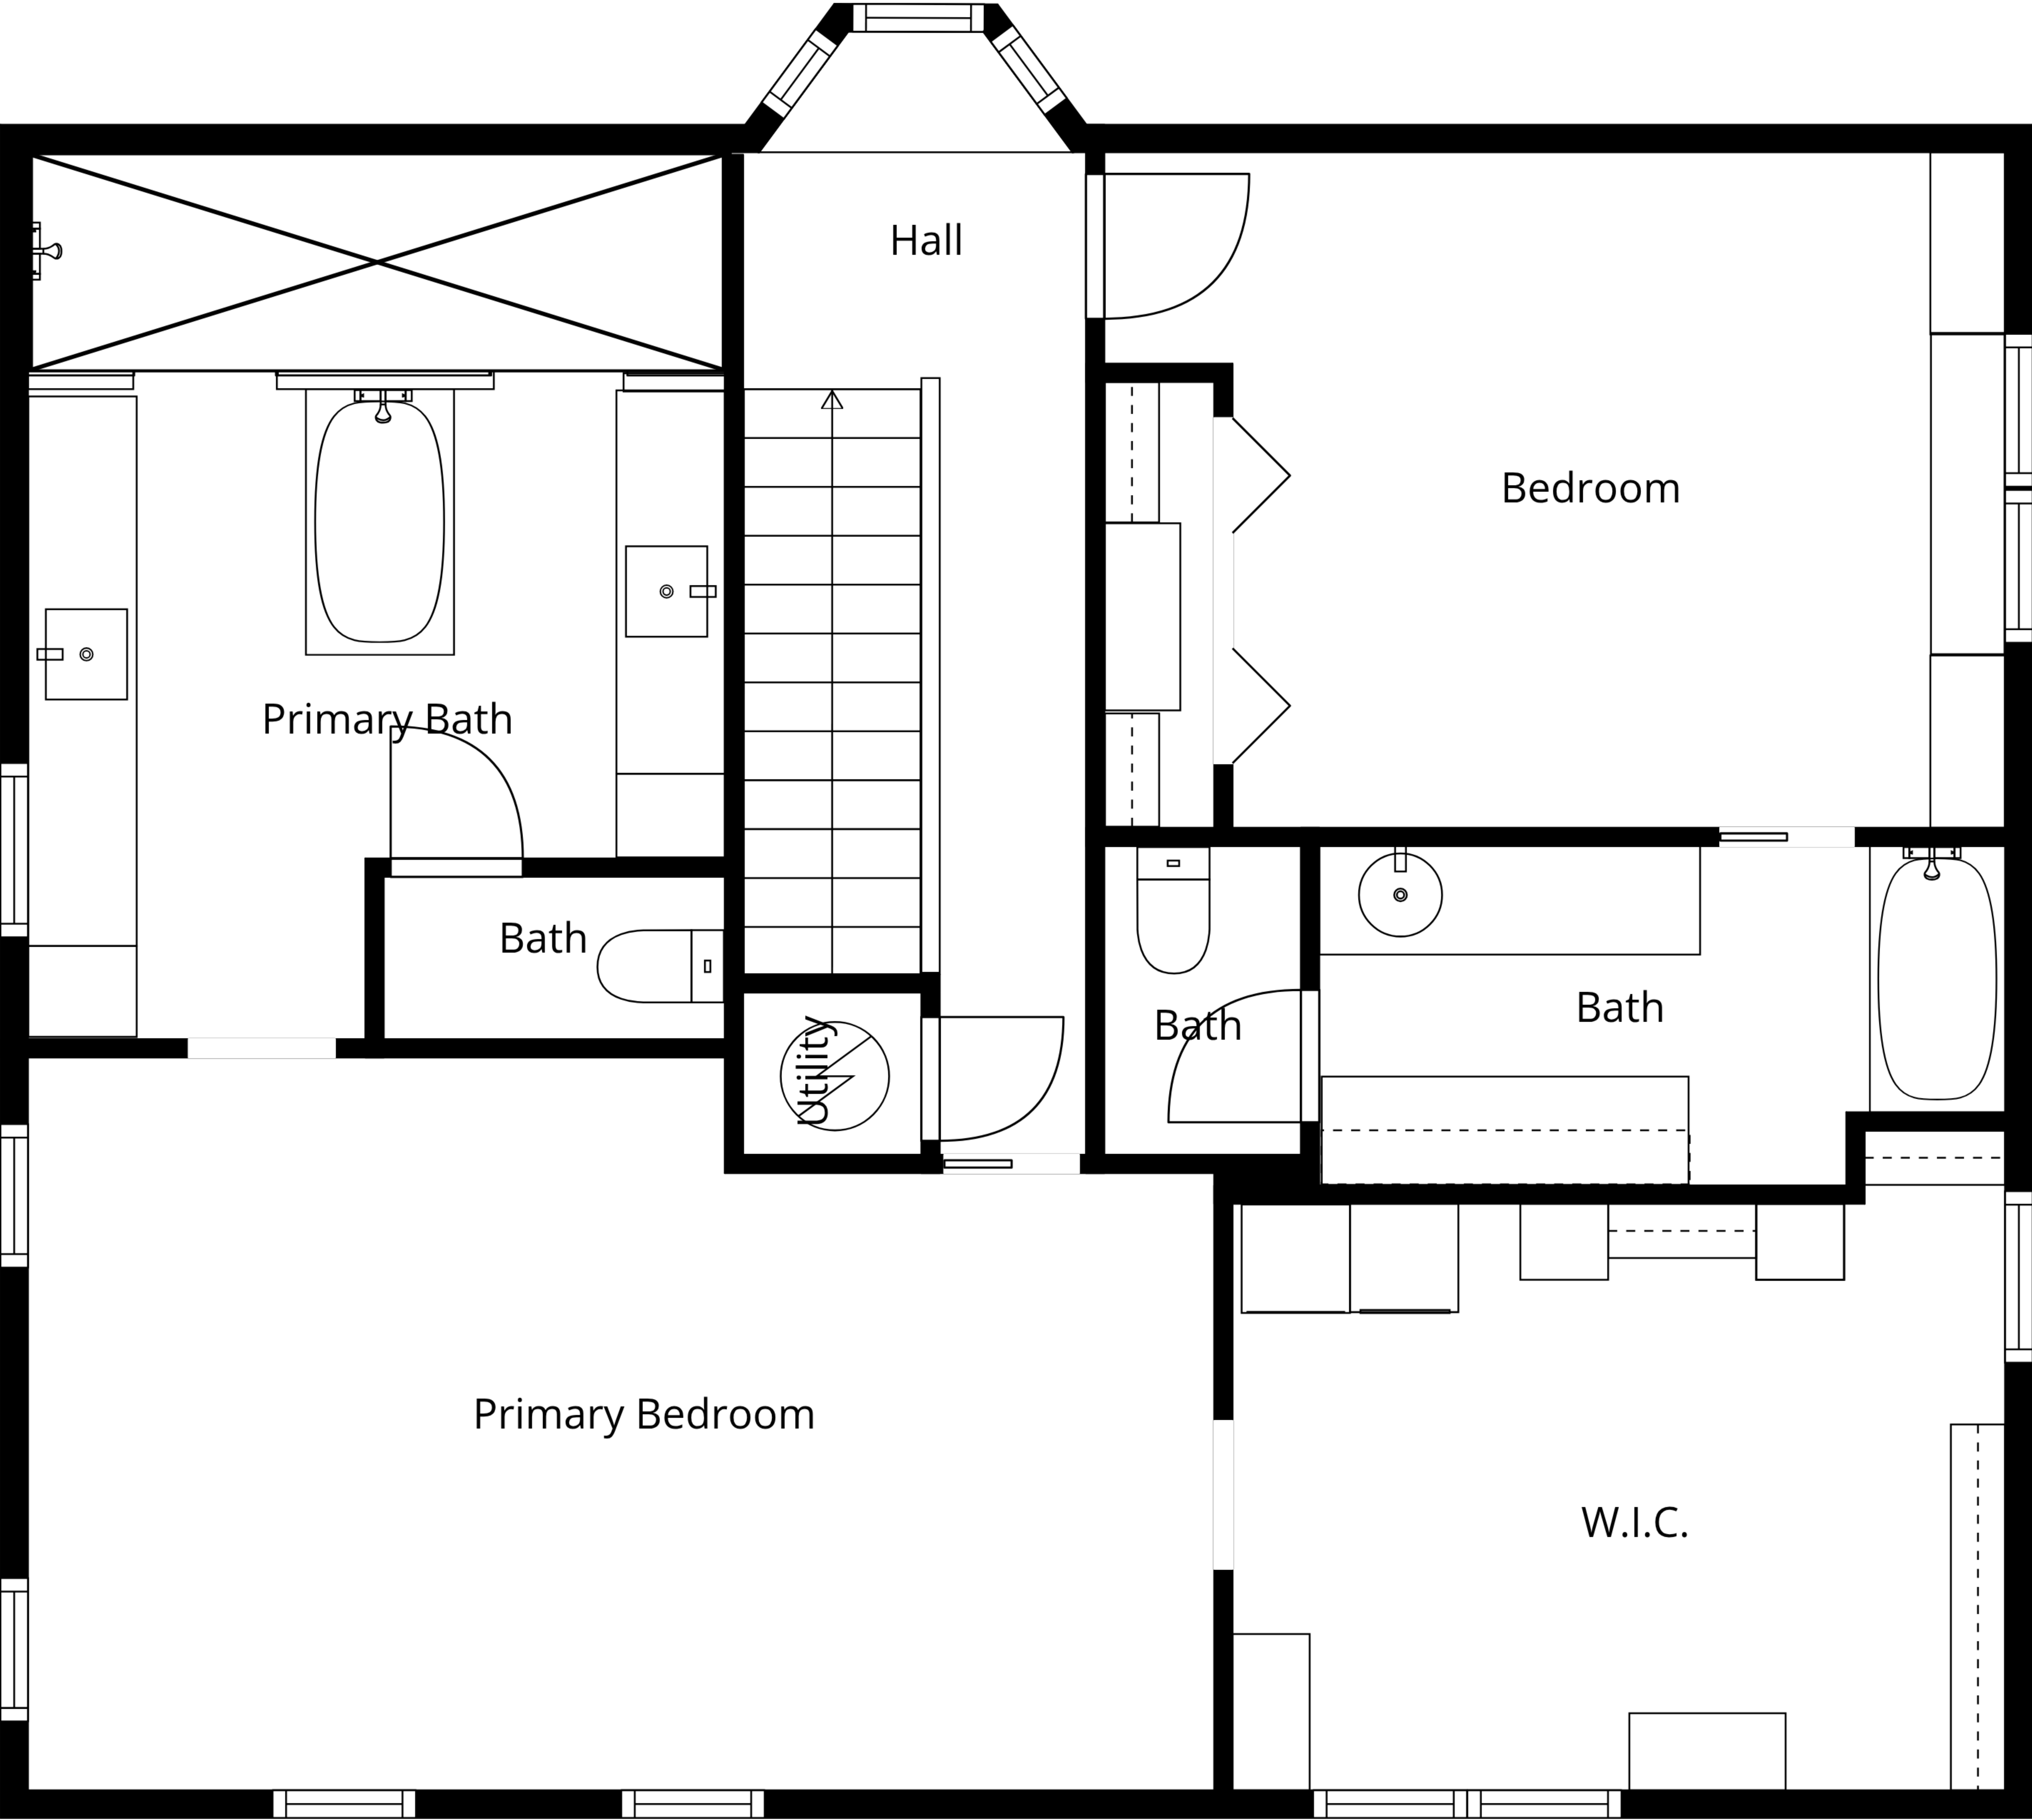 Hall
Bedroom
Primary Bath
Bath
Bath
Bath
Utility
Primary Bedroom
W.I.C.